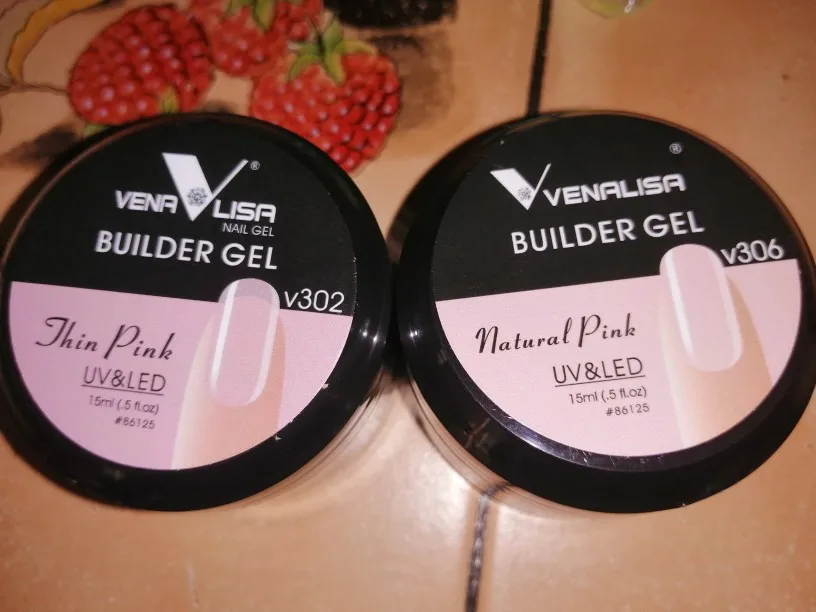 VENALISA ®
NAIL GEL
BUILDER GEL
v302
Thin Pink
UV&LED
15ml (.5 fl.oz)
#86125
VENALISA ®
BUILDER GEL
v306
Natural Pink
UV&LED
15ml (.5 fl.oz)
#86125